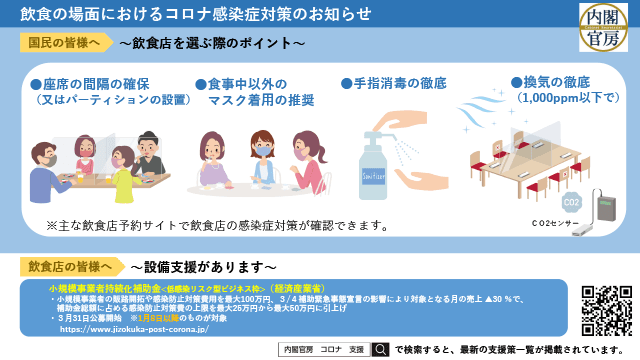 飲食の場面におけるコロナ感染症対策のお知らせ
内閣
官房
国民の皆様へ ～飲食店を選ぶ際のポイント～
●座席の間隔の確保
（又はパーティションの設置）
●食事中以外の
マスク着用の推奨
●手指消毒の徹底
●換気の徹底
（1,000ppm以下で）
Sanitizer
CO2
CO2センサー
※主な飲食店予約サイトで飲食店の感染症対策が確認できます。
飲食店の皆様へ ～設備支援があります～
小規模事業者持続化補助金<低感染リスク型ビジネス枠>（経済産業省）
・小規模事業者の販路開拓や感染防止対策費用を最大100万円、３/４補助緊急事態宣言の影響により対象となる月の売上 ▲30 %で、
補助金総額に占める感染防止対策費の上限を最大25万円から最大50万円に引上げ
・３月31日公募開始 ※1月8日以降のものが対象
https://www.jizokuka-post-corona.jp/
内閣官房 コロナ 支援 で検索すると、最新の支援策一覧が掲載されています。